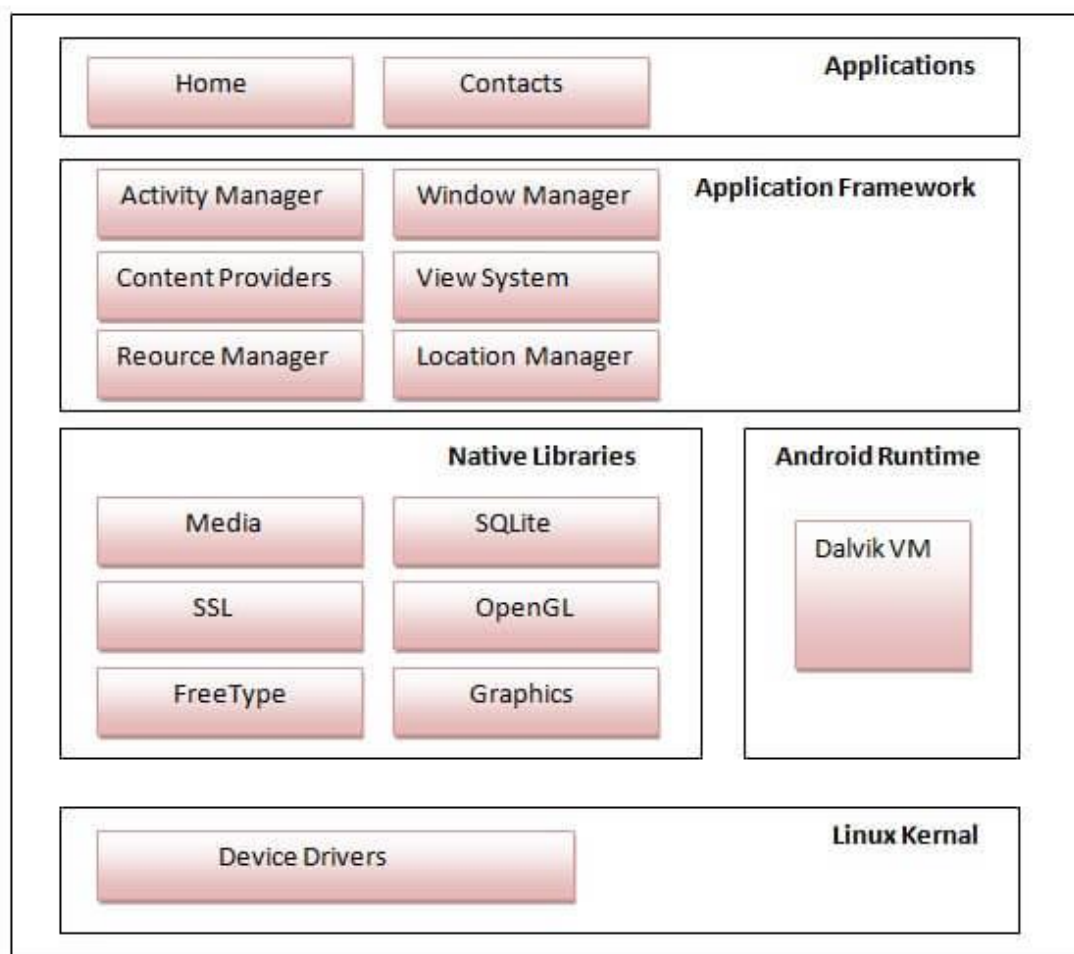 Applications
Home
Contacts
Application Framework
Activity Manager
Window Manager
Content Providers
View System
Reource Manager
Location Manager
Native Libraries
Media
SQLite
SSL
OpenGL
FreeType
Graphics
Android Runtime
Dalvik VM
Linux Kernal
Device Drivers